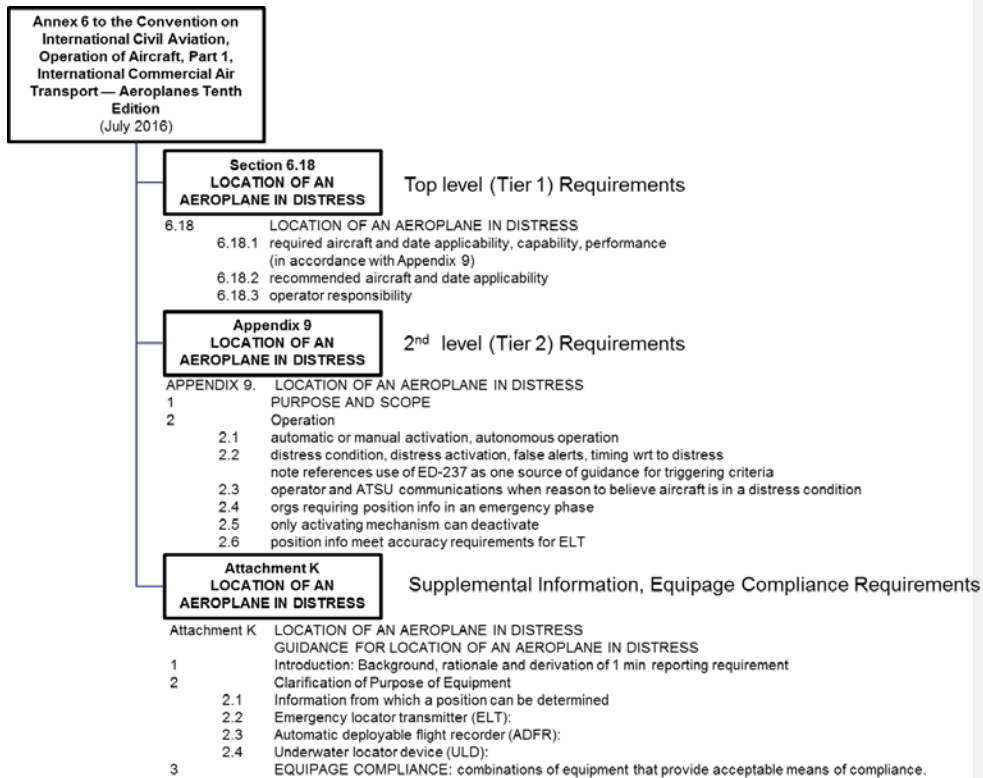 Annex 6 to the Convention on
International Civil Aviation,
Operation of Aircraft, Part 1,
International Commercial Air
Transport — Aeroplanes Tenth
Edition
(July 2016)
Section 6.18
LOCATION OF AN
AEROPLANE IN DISTRESS
Top level (Tier 1) Requirements
6.18 LOCATION OF AN AEROPLANE IN DISTRESS
6.18.1 required aircraft and date applicability, capability, performance
(in accordance with Appendix 9)
6.18.2 recommended aircraft and date applicability
6.18.3 operator responsibility
Appendix 9
LOCATION OF AN
AEROPLANE IN DISTRESS
2nd level (Tier 2) Requirements
APPENDIX 9. LOCATION OF AN AEROPLANE IN DISTRESS
1 PURPOSE AND SCOPE
2 Operation
2.1 automatic or manual activation, autonomous operation
2.2 distress condition, distress activation, false alerts, timing wrt to distress
note references use of ED-237 as one source of guidance for triggering criteria
2.3 operator and ATSU communications when reason to believe aircraft is in a distress condition
2.4 orgs requiring position info in an emergency phase
2.5 only activating mechanism can deactivate
2.6 position info meet accuracy requirements for ELT
Attachment K
LOCATION OF AN
AEROPLANE IN DISTRESS
Supplemental Information, Equipage Compliance Requirements
Attachment K LOCATION OF AN AEROPLANE IN DISTRESS
GUIDANCE FOR LOCATION OF AN AEROPLANE IN DISTRESS
1 Introduction: Background, rationale and derivation of 1 min reporting requirement
2 Clarification of Purpose of Equipment
2.1 Information from which a position can be determined
2.2 Emergency locator transmitter (ELT):
2.3 Automatic deployable flight recorder (ADFR):
2.4 Underwater locator device (ULD):
3 EQUIPAGE COMPLIANCE: combinations of equipment that provide acceptable means of compliance.